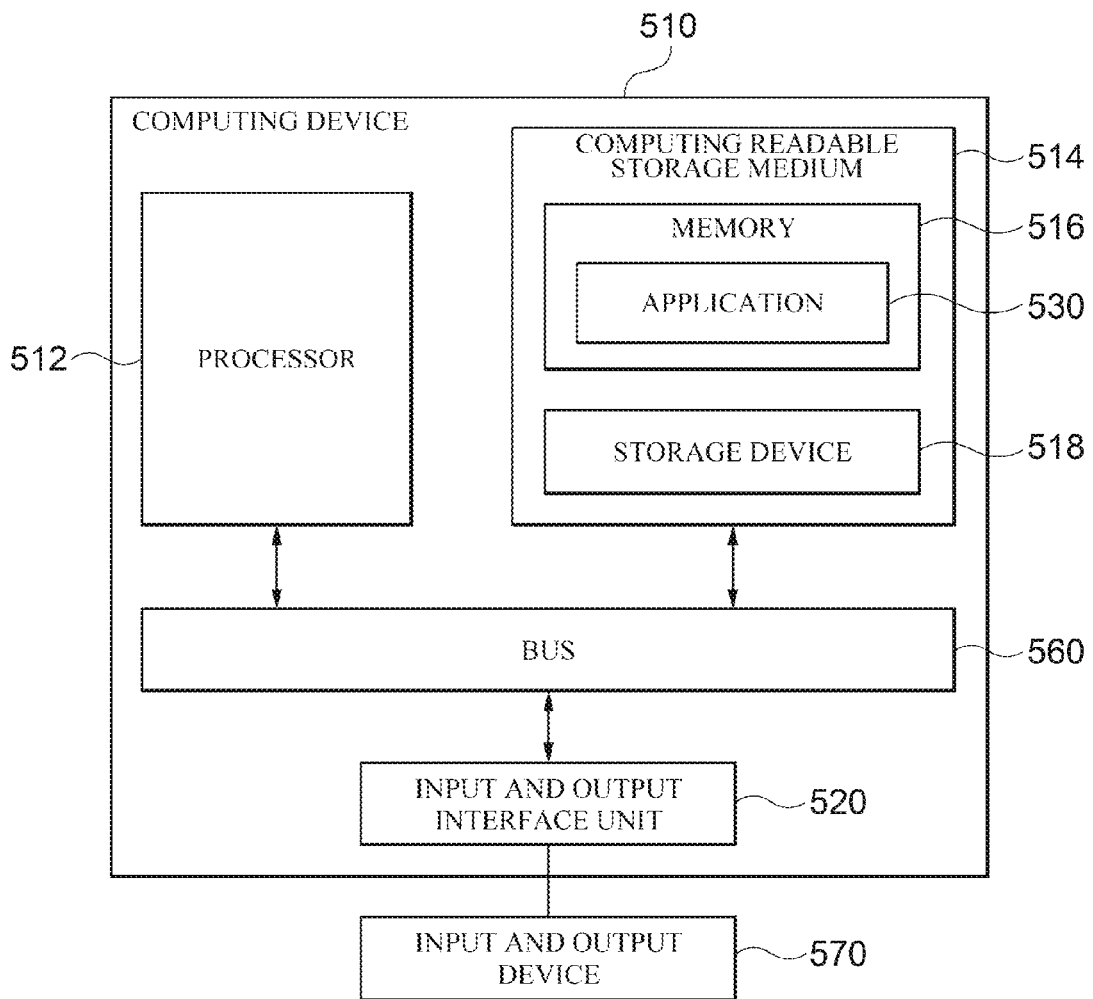 510
COMPUTING DEVICE
COMPUTING READABLE
STORAGE MEDIUM
514
MEMORY
516
APPLICATION
530
512
PROCESSOR
STORAGE DEVICE
518
BUS
560
INPUT AND OUTPUT
INTERFACE UNIT
520
INPUT AND OUTPUT
DEVICE
570